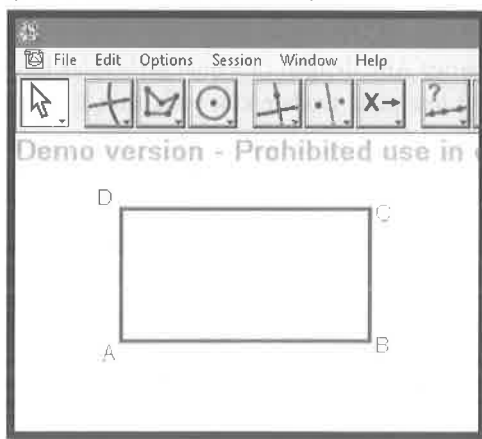 File Edit Options Session Window Help
X→
?
Demo version - Prohibited use in
D
C
A
B